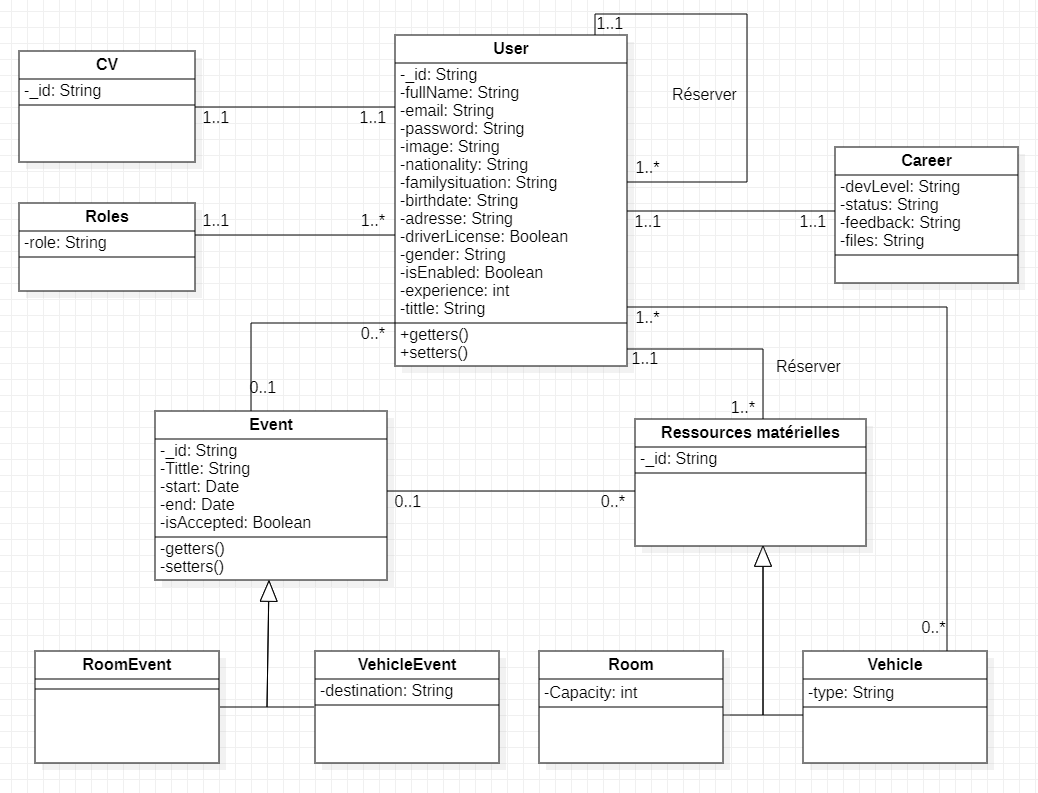 1..1
User
-_id: String
-fullName: String
-email: String
-password: String
-image: String
-nationality: String
-familysituation: String
-birthdate: String
-adresse: String
-driverLicense: Boolean
-gender: String
-isEnabled: Boolean
-experience: int
-tittle: String
+getters()
+setters()
Réserver
1..*
CV
-_id: String
1..1
1..1
Roles
-role: String
1..1
1..*
Career
-devLevel: String
-status: String
-feedback: String
-files: String
1..1
1..1
0..*
0..1
1..*
1..1
Réserver
1..*
Event
-_id: String
-Tittle: String
-start: Date
-end: Date
-isAccepted: Boolean
-getters()
-setters()
0..1
0..*
Ressources matérielles
-_id: String
0..*
RoomEvent
VehicleEvent
-destination: String
Room
-Capacity: int
Vehicle
-type: String